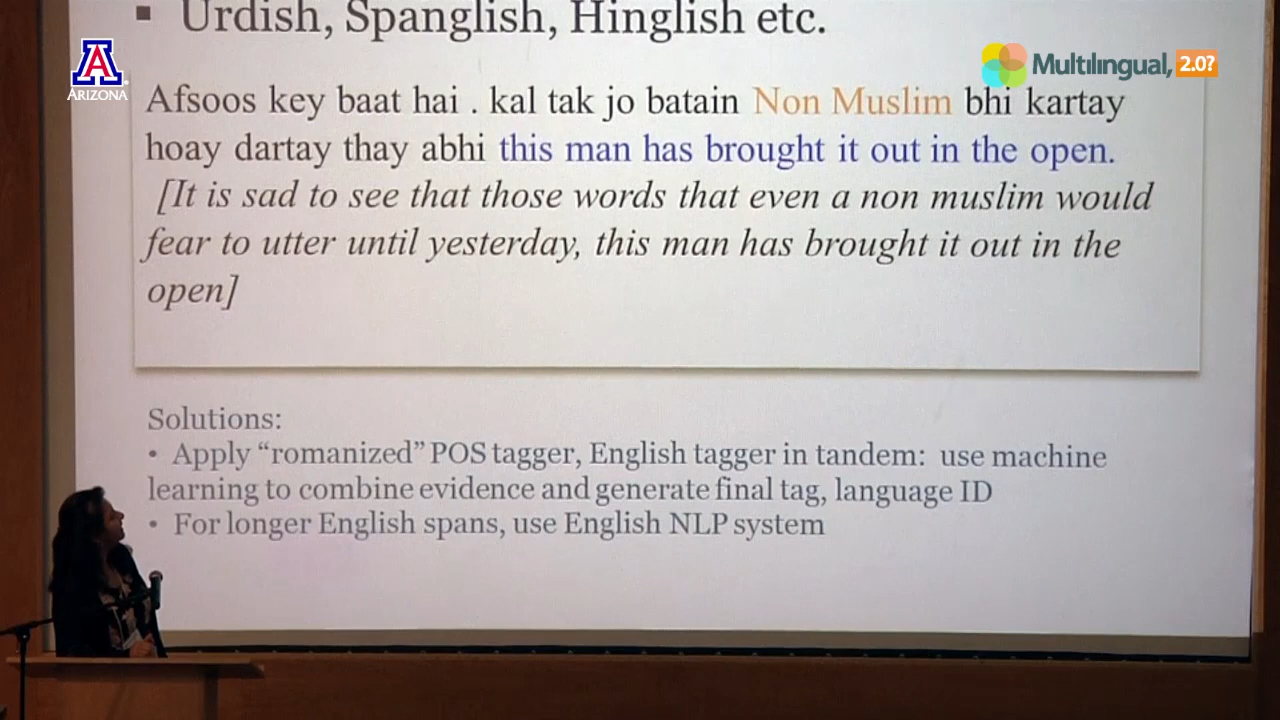 ▪ Urdish, Spanglish, Hinglish etc.
ARIZONA
Multilingual, 2.0?
Afsoos key baat hai . kal tak jo batain Non Muslim bhi kartay
hoay dartay thay abhi this man has brought it out in the open.
[It is sad to see that those words that even a non muslim would
fear to utter until yesterday, this man has brought it out in the
open]
Solutions:
• Apply “romanized” POS tagger, English tagger in tandem: use machine
learning to combine evidence and generate final tag, language ID
• For longer English spans, use English NLP system